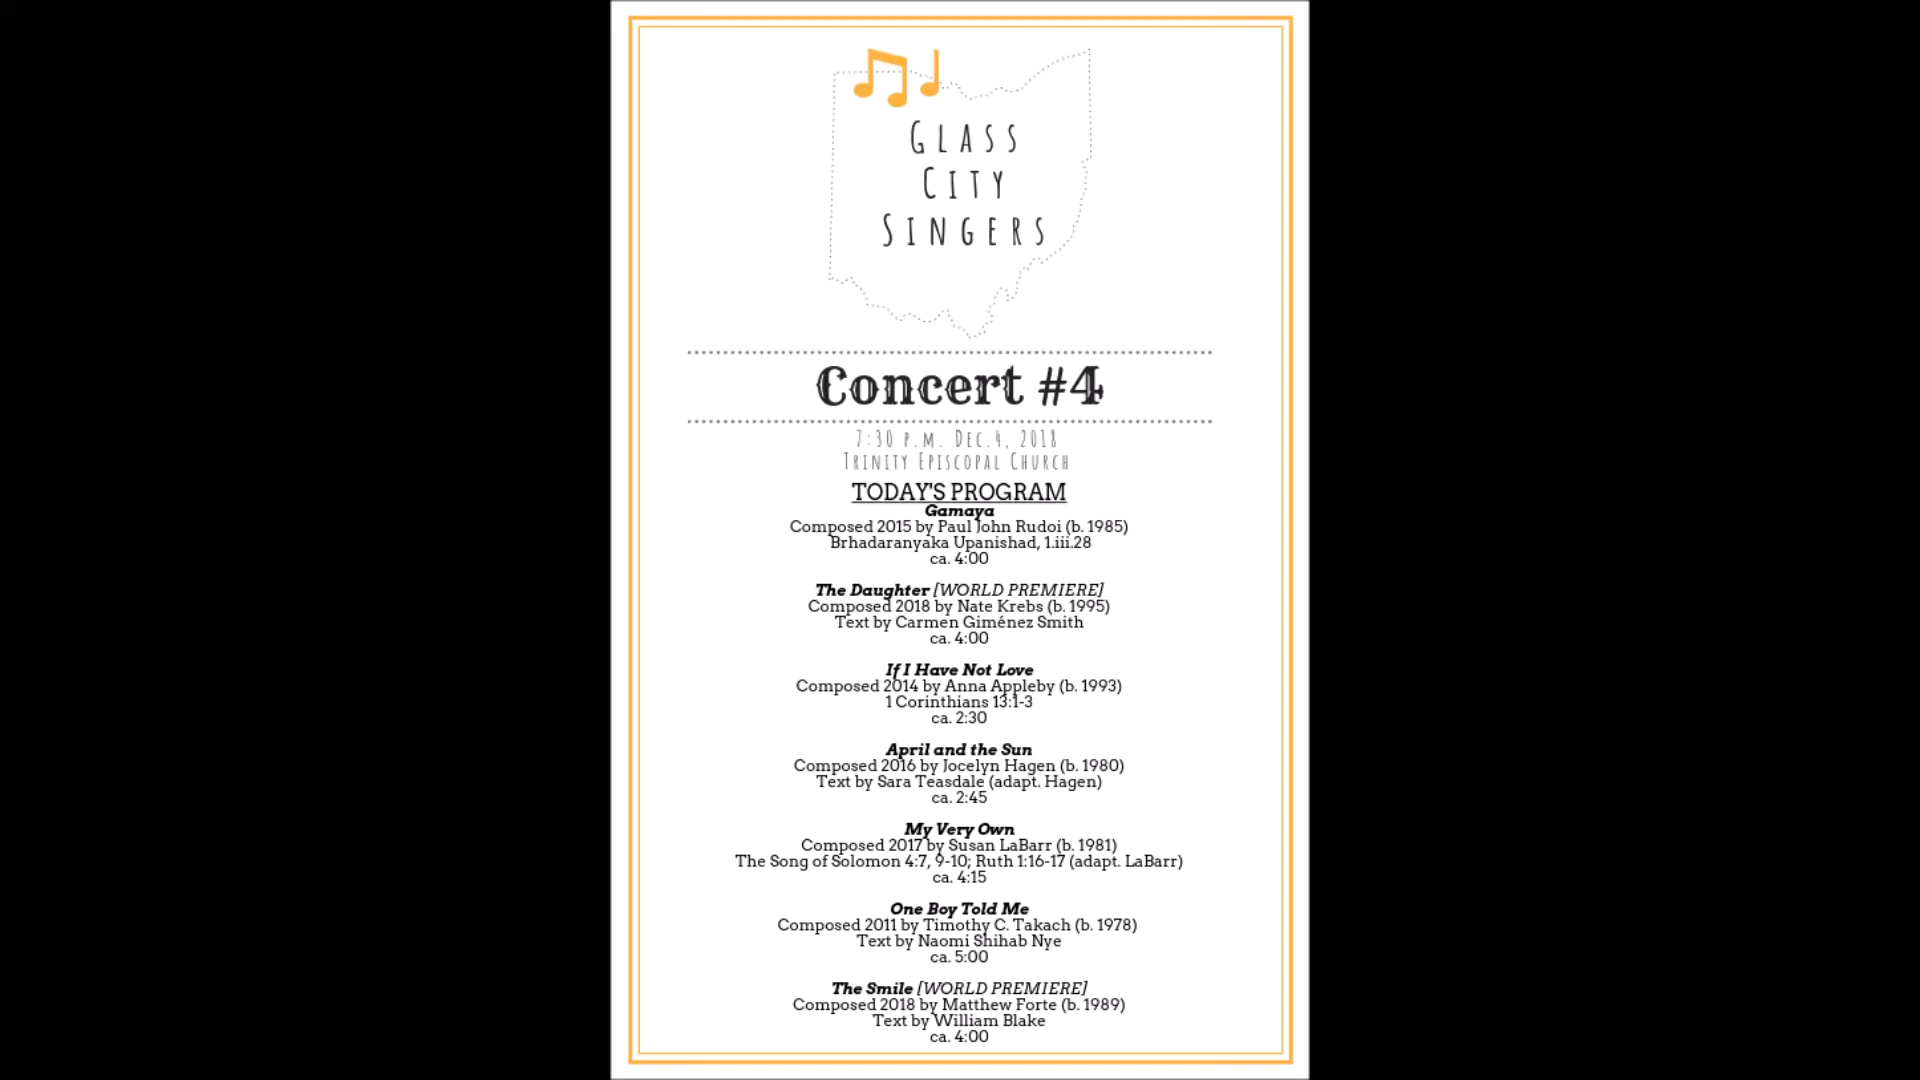 GLASS
CITY
SINGERS
Concert #4
7:30 P.M. DEC.4, 2018
TRINITY EPISCOPAL CHURCH
TODAY'S PROGRAM
Gamaya
Composed 2015 by Paul John Rudoi (b. 1985)
Brhadaranyaka Upanishad, 1.iii.28
ca. 4:00
The Daughter [WORLD PREMIERE]
Composed 2018 by Nate Krebs (b. 1995)
Text by Carmen Giménez Smith
ca. 4:00
If I Have Not Love
Composed 2014 by Anna Appleby (b. 1993)
1 Corinthians 13:1-3
ca. 2:30
April and the Sun
Composed 2016 by Jocelyn Hagen (b. 1980)
Text by Sara Teasdale (adapt. Hagen)
ca. 2:45
My Very Own
Composed 2017 by Susan LaBarr (b. 1981)
The Song of Solomon 4:7, 9-10; Ruth 1:16-17 (adapt. LaBarr)
ca. 4:15
One Boy Told Me
Composed 2011 by Timothy C. Takach (b. 1978)
Text by Naomi Shihab Nye
ca. 5:00
The Smile [WORLD PREMIERE]
Composed 2018 by Matthew Forte (b. 1989)
Text by William Blake
ca. 4:00